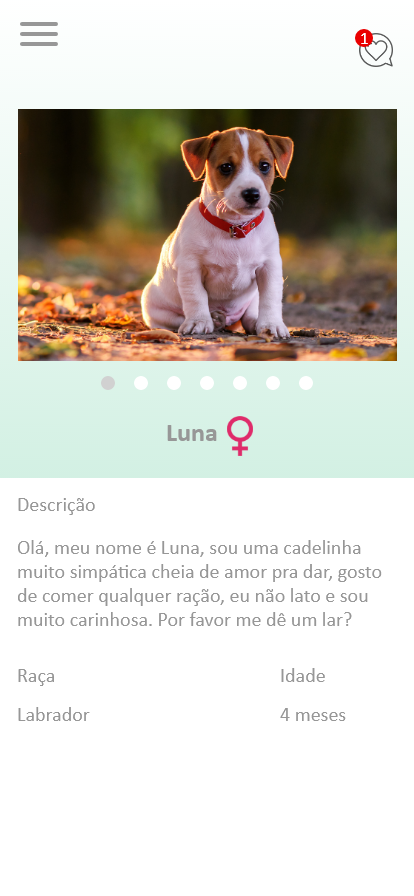 1
Luna
Descrição
Olá, meu nome é Luna, sou uma cadelinha
muito simpática cheia de amor pra dar, gosto
de comer qualquer ração, eu não lato e sou
muito carinhosa. Por favor me dê um lar?
Raça
Idade
Labrador
4 meses